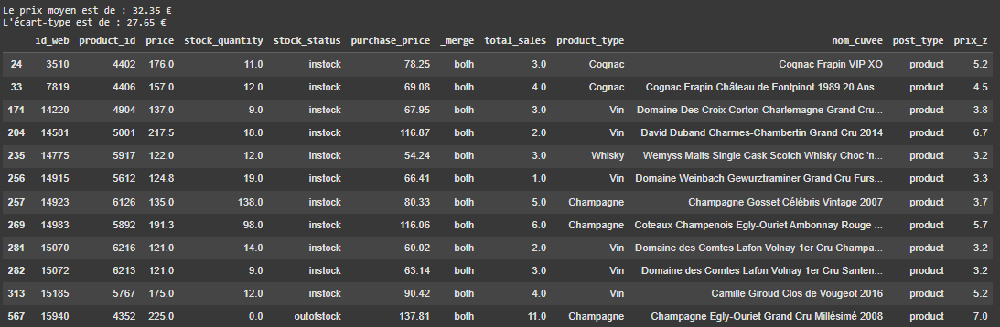 Le prix moyen est de : 32.35 €
L'écart-type est de : 27.65 €
id_web product_id price stock_quantity stock_status purchase_price _merge total_sales product_type nom_cuvee post_type prix_z
24 3510 4402 176.0 11.0 instock 78.25 both 3.0 Cognac Cognac Frapin VIP XO product 5.2
33 7819 4406 157.0 12.0 instock 69.08 both 4.0 Cognac Cognac Frapin Château de Fontpinot 1989 20 Ans... product 4.5
171 14220 4904 137.0 9.0 instock 67.95 both 3.0 Vin Domaine Des Croix Corton Charlemagne Grand Cru... product 3.8
204 14581 5001 217.5 18.0 instock 116.87 both 2.0 Vin David Duband Charmes-Chamberlin Grand Cru 2014 product 6.7
235 14775 5917 122.0 12.0 instock 54.24 both 3.0 Whisky Wemyss Malts Single Cask Scotch Whisky Choc 'n... product 3.2
256 14915 5612 124.8 19.0 instock 66.41 both 1.0 Vin Domaine Weinbach Gewurztraminer Grand Cru Furs... product 3.3
257 14923 6126 135.0 138.0 instock 80.33 both 5.0 Champagne Champagne Gosset Célébris Vintage 2007 product 3.7
269 14983 5892 191.3 98.0 instock 116.06 both 6.0 Champagne Coteaux Champenois Egly-Ouriet Ambonnay Rouge ... product 5.7
281 15070 6216 121.0 14.0 instock 60.02 both 2.0 Vin Domaine des Comtes Lafon Volnay 1er Cru Champa... product 3.2
282 15072 6213 121.0 9.0 instock 63.14 both 3.0 Vin Domaine des Comtes Lafon Volnay 1er Cru Santen... product 3.2
313 15185 5767 175.0 12.0 instock 90.42 both 4.0 Vin Camille Giroud Clos de Vougeot 2016 product 5.2
567 15940 4352 225.0 0.0 outofstock 137.81 both 11.0 Champagne Champagne Egly-Ouriet Grand Cru Millésimé 2008 product 7.0